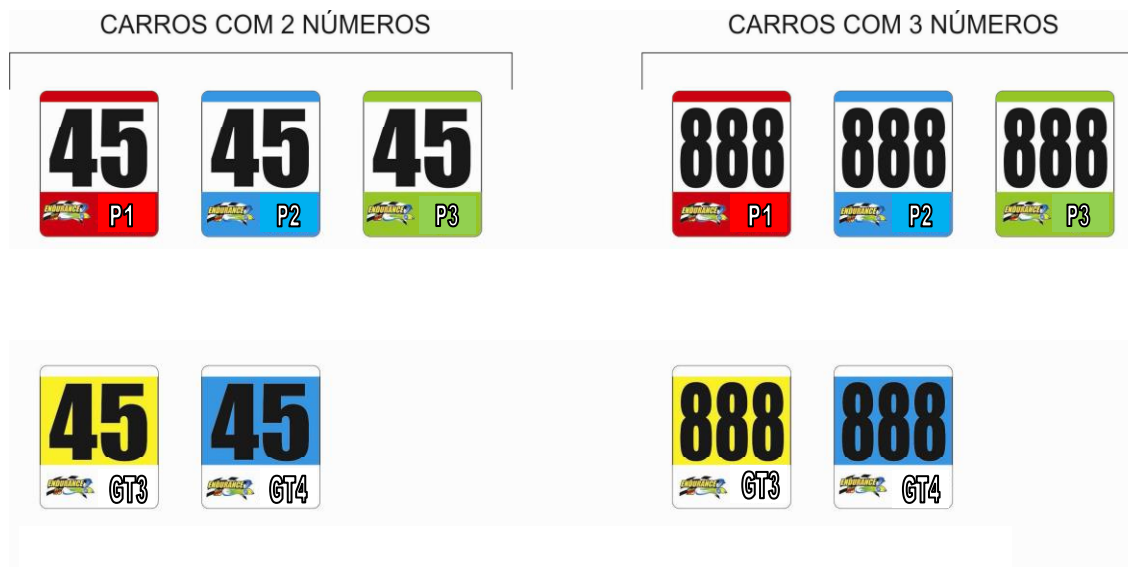 CARROS COM 2 NÚMEROS
CARROS COM 3 NÚMEROS
45 45 45
888 888 888
ENDURANCE P1 ENDURANCE P2 ENDURANCE P3
ENDURANCE P1 ENDURANCE P2 ENDURANCE P3
45 45
888 888
ENDURANCE GT3 ENDURANCE GT4
ENDURANCE GT3 ENDURANCE GT4